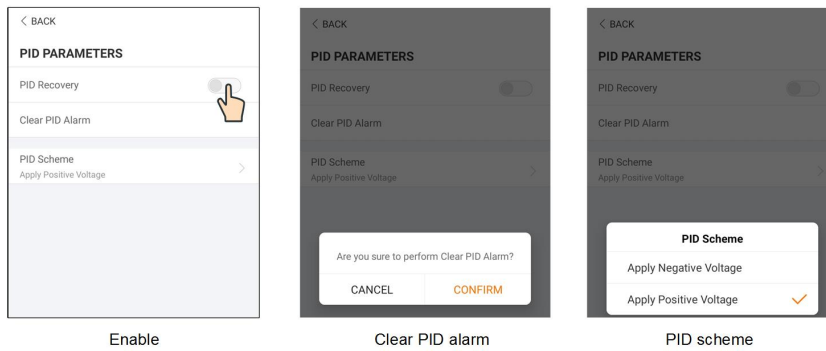 < BACK
PID PARAMETERS
PID Recovery
Clear PID Alarm
PID Scheme
Apply Positive Voltage
Enable
< BACK
PID PARAMETERS
PID Recovery
Clear PID Alarm
PID Scheme
Apply Positive Voltage
Are you sure to perform Clear PID Alarm?
CANCEL CONFIRM
Clear PID alarm
< BACK
PID PARAMETERS
PID Recovery
Clear PID Alarm
PID Scheme
Apply Positive Voltage
PID Scheme
Apply Negative Voltage
Apply Positive Voltage
PID scheme